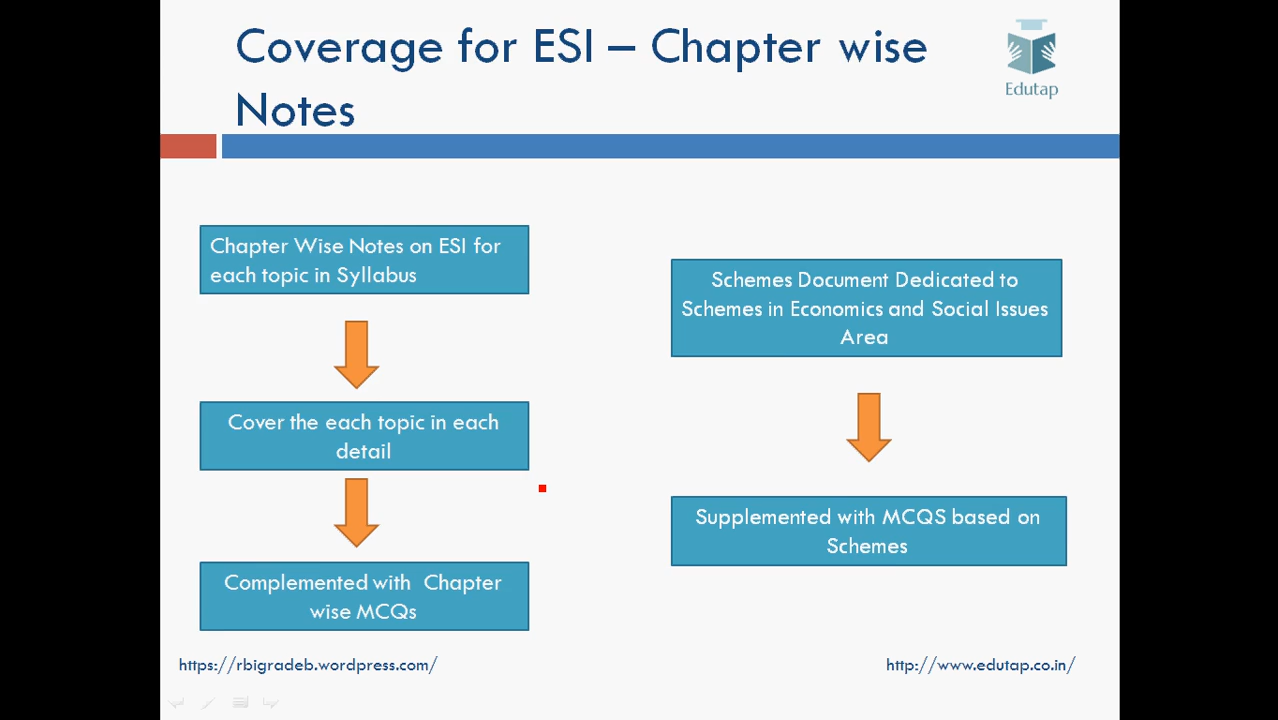 Coverage for ESI – Chapter wise
Notes
Edutap
Chapter Wise Notes on ESI for
each topic in Syllabus
Cover the each topic in each
detail
Complemented with  Chapter
wise MCQs
Schemes Document Dedicated to
Schemes in Economics and Social Issues
Area
Supplemented with MCQS based on
Schemes
https://rbigradeb.wordpress.com/
http://www.edutap.co.in/